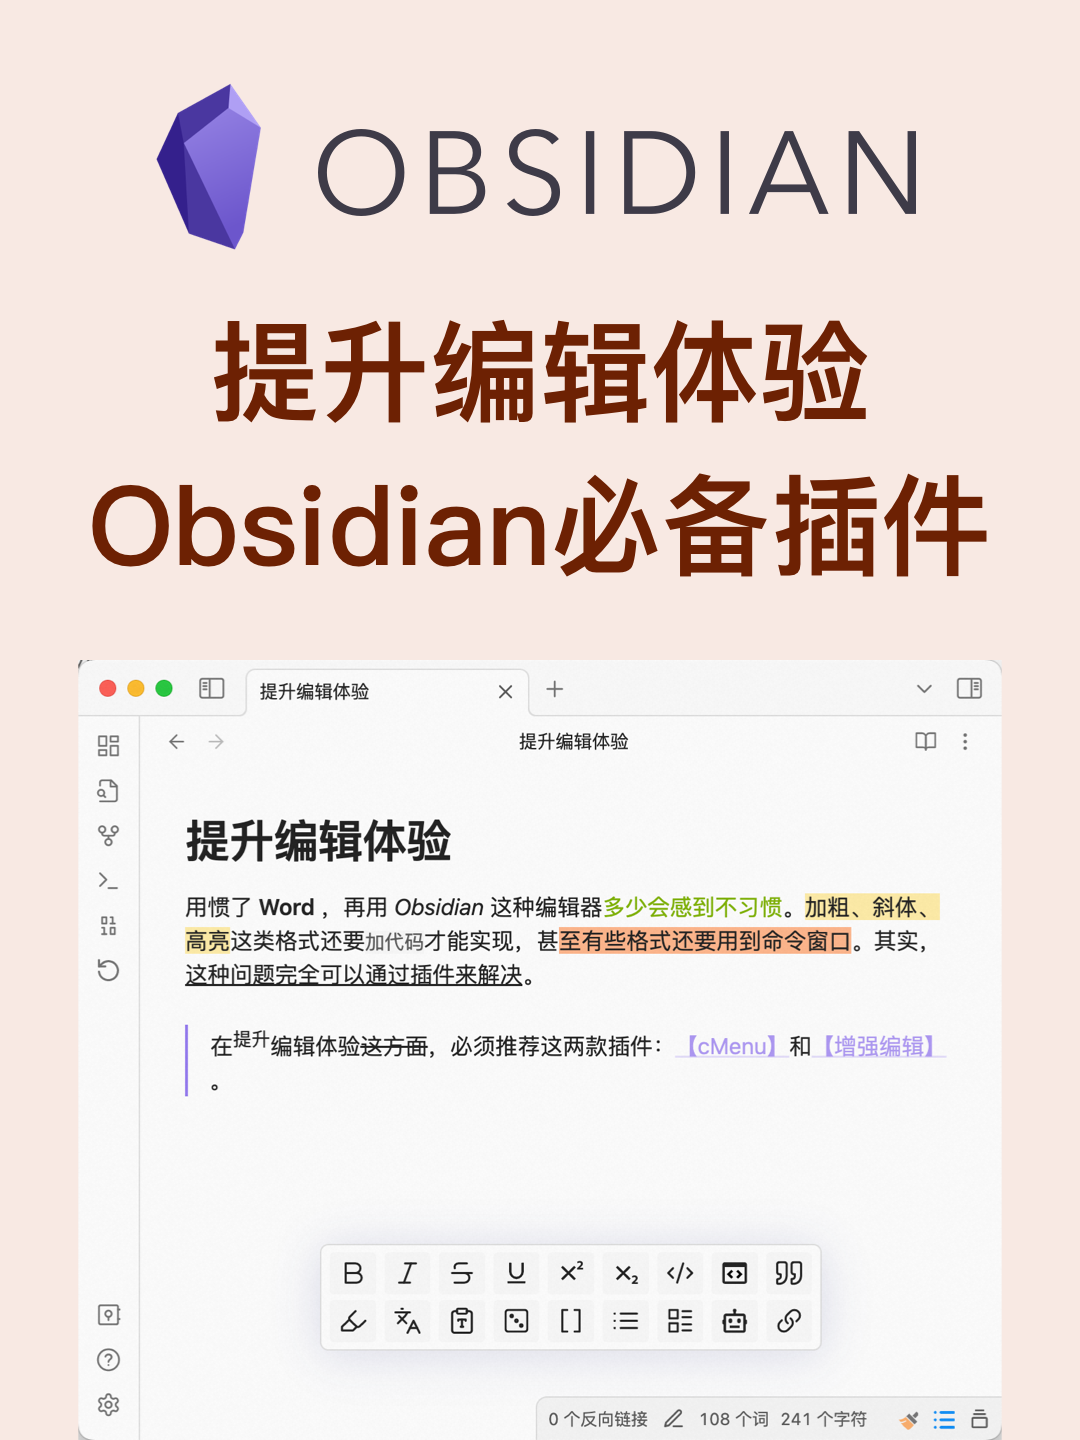 OBSIDIAN
提升编辑体验
Obsidian必备插件
提升编辑体验
提升编辑体验
提升编辑体验
用惯了 Word ，再用 Obsidian 这种编辑器多少会感到不习惯。加粗、斜体、
高亮这类格式还要加代码才能实现，甚至有些格式还要用到命令窗口。其实，
这种问题完全可以通过插件来解决。
在提升编辑体验这方面，必须推荐这两款插件：【cMenu】和【增强编辑】
。
0 个反向链接 108 个词 241 个字符